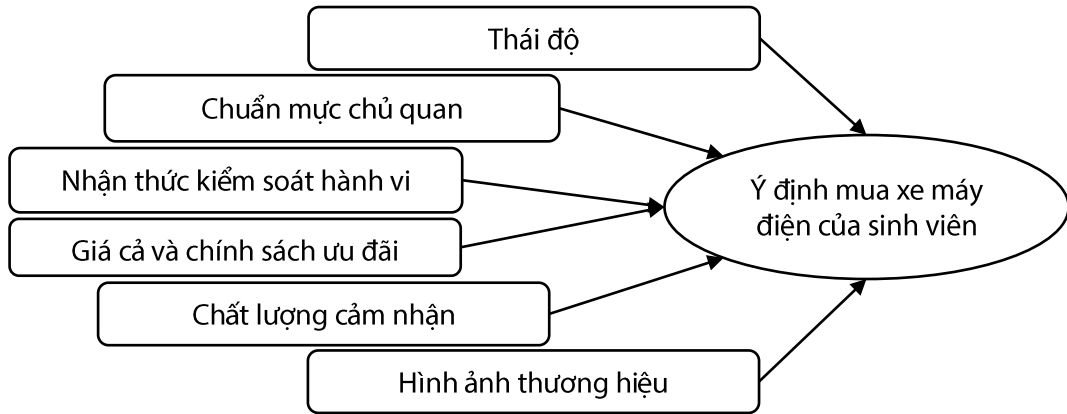 Thái độ
Chuẩn mực chủ quan
Nhận thức kiểm soát hành vi
Giá cả và chính sách ưu đãi
Chất lượng cảm nhận
Hình ảnh thương hiệu
Ý định mua xe máy
điện của sinh viên